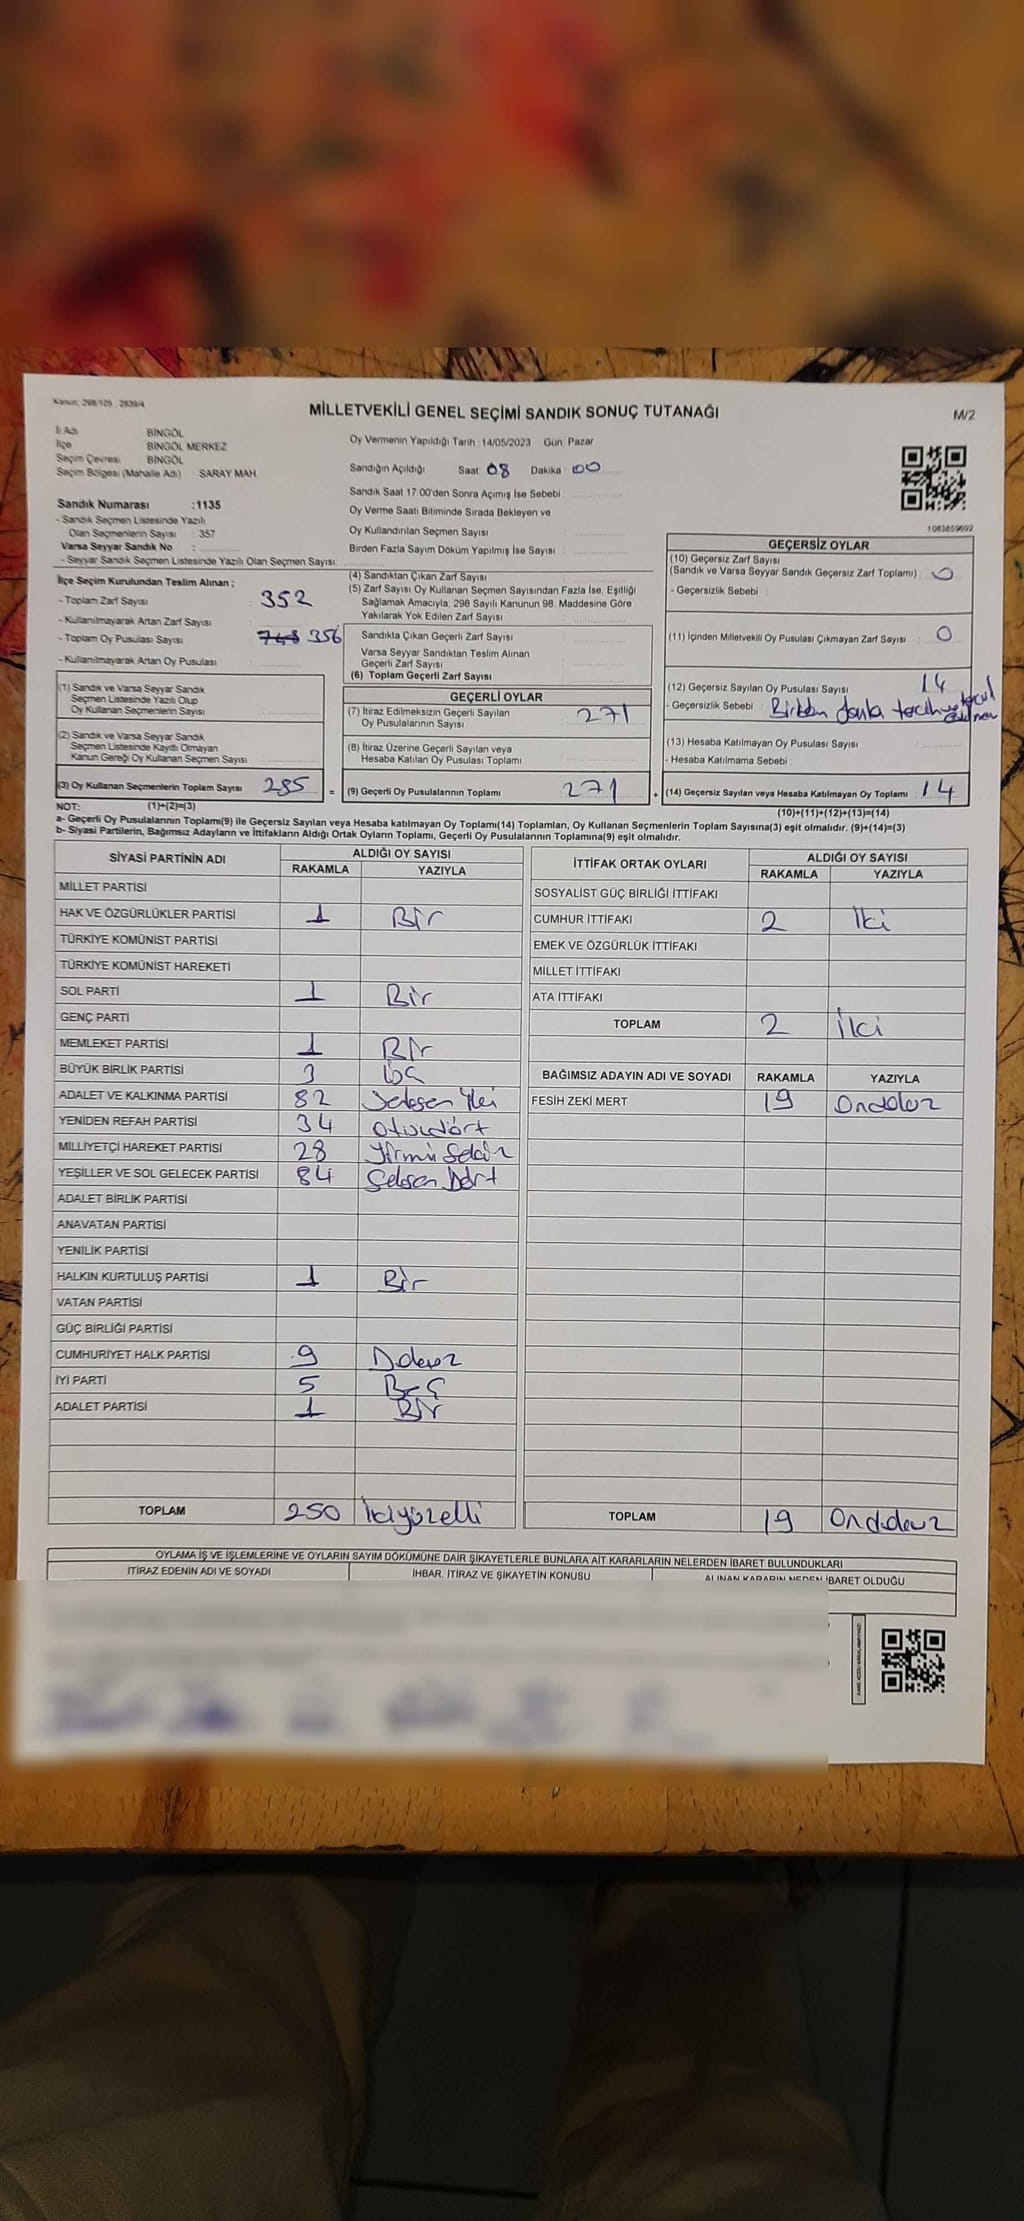 Kanun, 298/105 , 2839/4
MİLLETVEKİLİ GENEL SEÇİMİ SANDIK SONUÇ TUTANAĞI
M/2
İl Adı BİNGÖL
İlçe BİNGÖL MERKEZ
Seçim Çevresi BİNGÖL
Seçim Bölgesi (Mahalle Adı) : SARAY MAH.
Sandık Numarası :1135
- Sandık Seçmen Listesinde Yazılı
Olan Seçmenlerin Sayısı : 357
Varsa Seyyar Sandık No :
- Seyyar Sandık Seçmen Listesinde Yazılı Olan Seçmen Sayısı:
Oy Vermenin Yapıldığı Tarih :14/05/2023 Gün: Pazar
Sandığın Açıldığı Saat: 08 Dakika : 00
Sandık Saat 17:00'den Sonra Açımış İse Sebebi :
Oy Verme Saati Bitiminde Sırada Bekleyen ve
Oy Kullandırılan Seçmen Sayısı :
Birden Fazla Sayım Döküm Yapılmış İse Sayısı :
1083859692
İlçe Seçim Kurulundan Teslim Alınan ;
- Toplam Zarf Sayısı : 352
- Kullanılmayarak Artan Zarf Sayısı :
- Toplam Oy Pusulası Sayısı : 356
- Kullanılmayarak Artan Oy Pusulası :
(1) Sandık ve Varsa Seyyar Sandık
Seçmen Listesinde Yazılı Olup
Oy Kullanan Seçmenlerin Sayısı :
(2) Sandık ve Varsa Seyyar Sandık
Seçmen Listesinde Kayıtlı Olmayan
Kanun Gereği Oy Kullanan Seçmen Sayısı :
(3) Oy Kullanan Seçmenlerin Toplam Sayısı : 285
=
(4) Sandıktan Çıkan Zarf Sayısı :
(5) Zarf Sayısı Oy Kullanan Seçmen Sayısından Fazla İse, Eşitliği
Sağlamak Amacıyla, 298 Sayılı Kanunun 98. Maddesine Göre
Yakılarak Yok Edilen Zarf Sayısı :
Sandıkta Çıkan Geçerli Zarf Sayısı :
Varsa Seyyar Sandıktan Teslim Alınan
Geçerli Zarf Sayısı :
(6) Toplam Geçerli Zarf Sayısı :
GEÇERLİ OYLAR
(7) İtiraz Edilmeksizin Geçerli Sayılan
Oy Pusulalarının Sayısı : 271
(8) İtiraz Üzerine Geçerli Sayılan veya
Hesaba Katılan Oy Pusulası Toplamı :
(9) Geçerli Oy Pusulalarının Toplamı : 271
+
GEÇERSİZ OYLAR
(10) Geçersiz Zarf Sayısı
(Sandık ve Varsa Seyyar Sandık Geçersiz Zarf Toplamı) : 0
- Geçersizlik Sebebi :
(11) İçinden Milletvekili Oy Pusulası Çıkmayan Zarf Sayısı : 0
(12) Geçersiz Sayılan Oy Pusulası Sayısı : 14
- Geçersizlik Sebebi : Birden fazla tercih
(13) Hesaba Katılmayan Oy Pusulası Sayısı :
- Hesaba Katılmama Sebebi :
(14) Geçersiz Sayılan veya Hesaba Katılmayan Oy Toplamı : 14
NOT: (1)+(2)=(3)
(10)+(11)+(12)+(13)=(14)
a- Geçerli Oy Pusulasının Toplamı(9) ile Geçersiz Sayılan veya Hesaba katılmayan Oy Toplamı(14) Toplamları, Oy Kullanan Seçmenlerin Toplam Sayısına(3) eşit olmalıdır. (9)+(14)=(3)
b- Siyasi Partilerin, Bağımsız Adayların ve İttifakların Aldığı Ortak Oyların Toplamı, Geçerli Oy Pusulalarının Toplamına(9) eşit olmalıdır.
SİYASİ PARTİNİN ADI ALDIĞI OY SAYISI
RAKAMLA YAZIYLA
MİLLET PARTİSİ
HAK VE ÖZGÜRLÜKLER PARTİSİ 1 Bir
TÜRKİYE KOMÜNİST PARTİSİ
TÜRKİYE KOMÜNİST HAREKETİ
SOL PARTİ 1 Bir
GENÇ PARTİ
MEMLEKET PARTİSİ 1 Bir
BÜYÜK BİRLİK PARTİSİ 3 üç
ADALET VE KALKINMA PARTİSİ 82 Seksen iki
YENİDEN REFAH PARTİSİ 34 otuzdört
MİLLİYETÇİ HAREKET PARTİSİ 28 Yirmi Sekiz
YEŞİLLER VE SOL GELECEK PARTİSİ 84 Seksen Dört
ADALET BİRLİK PARTİSİ
ANAVATAN PARTİSİ
YENİLİK PARTİSİ
HALKIN KURTULUŞ PARTİSİ 1 Bir
VATAN PARTİSİ
GÜÇ BİRLİĞİ PARTİSİ
CUMHURİYET HALK PARTİSİ 9 Dokuz
İYİ PARTİ 5 Beş
ADALET PARTİSİ 1 Bir
TOPLAM 250 İkiyüzelli
İTTİFAK ORTAK OYLARI ALDIĞI OY SAYISI
RAKAMLA YAZIYLA
SOSYALİST GÜÇ BİRLİĞİ İTTİFAKI
CUMHUR İTTİFAKI 2 İki
EMEK VE ÖZGÜRLÜK İTTİFAKI
MİLLET İTTİFAKI
ATA İTTİFAKI
TOPLAM 2 İki
BAĞIMSIZ ADAYIN ADI VE SOYADI RAKAMLA YAZIYLA
FESİH ZEKİ MERT 19 Ondokuz
TOPLAM 19 Ondokuz
OYLAMA İŞ VE İŞLEMLERİNE VE OYLARIN SAYIM DÖKÜMÜNE DAİR ŞİKAYETLERLE BUNLARA AİT KARARLARIN NELERDEN İBARET BULUNDUKLARI
İTİRAZ EDENİN ADI VE SOYADI İHBAR, İTİRAZ VE ŞİKAYETİN KONUSU ALINAN KARARIN NEDEN İBARET OLDUĞU